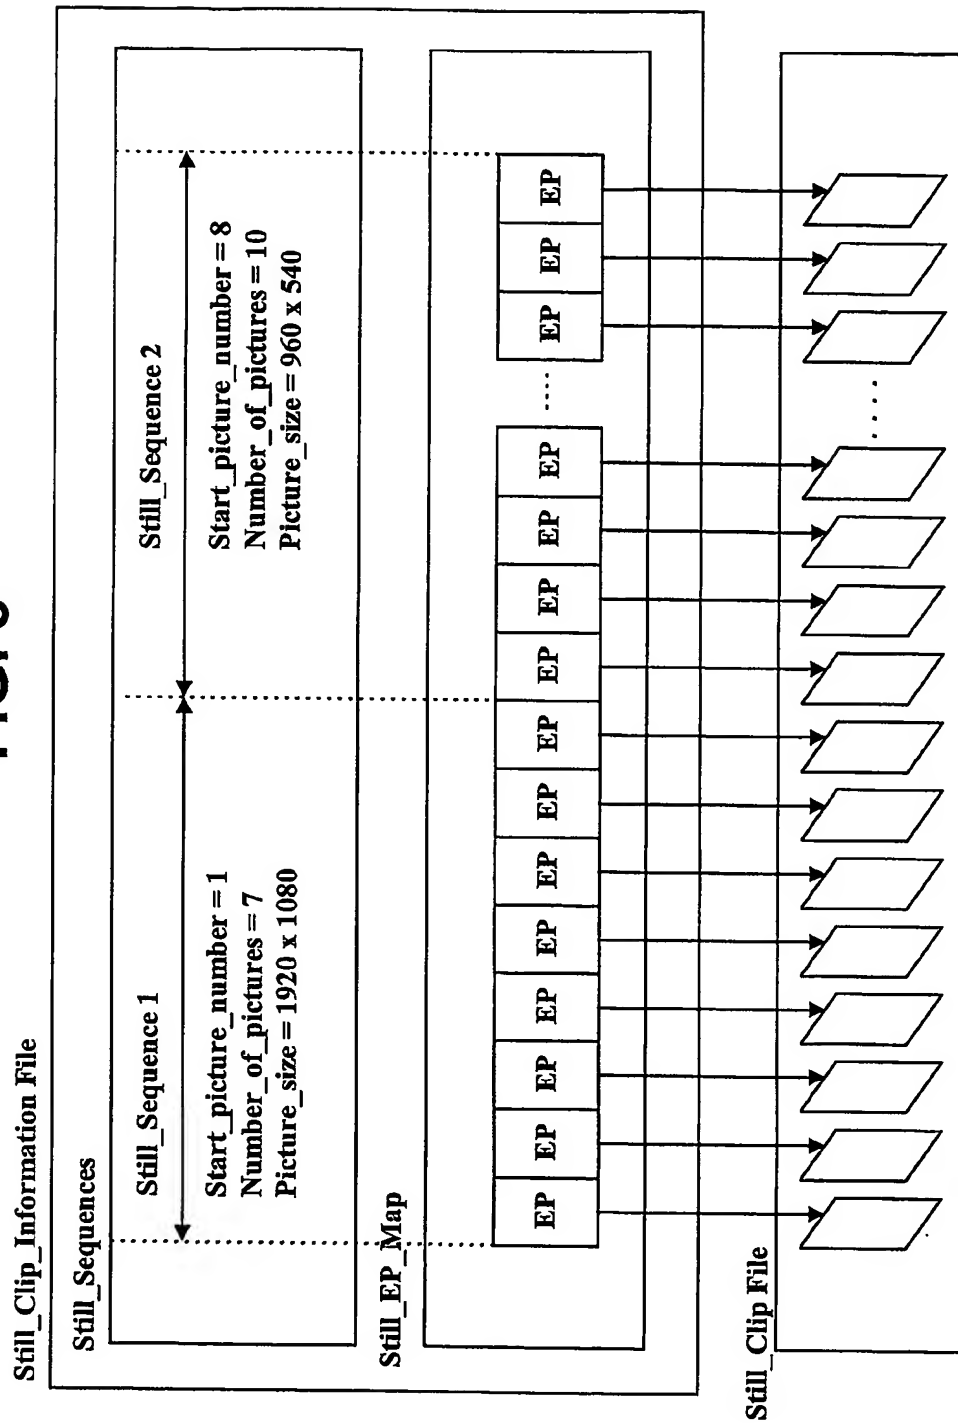 Still_Clip_Information File
Still_Sequences
Still_Sequence 1
Start_picture_number = 1
Number_of_pictures = 7
Picture_size = 1920 x 1080
Still_Sequence 2
Start_picture_number = 8
Number_of_pictures = 10
Picture_size = 960 x 540
Still_EP_Map
EP EP EP EP EP EP EP EP EP EP EP EP ..... EP EP EP
Still_Clip File
.....